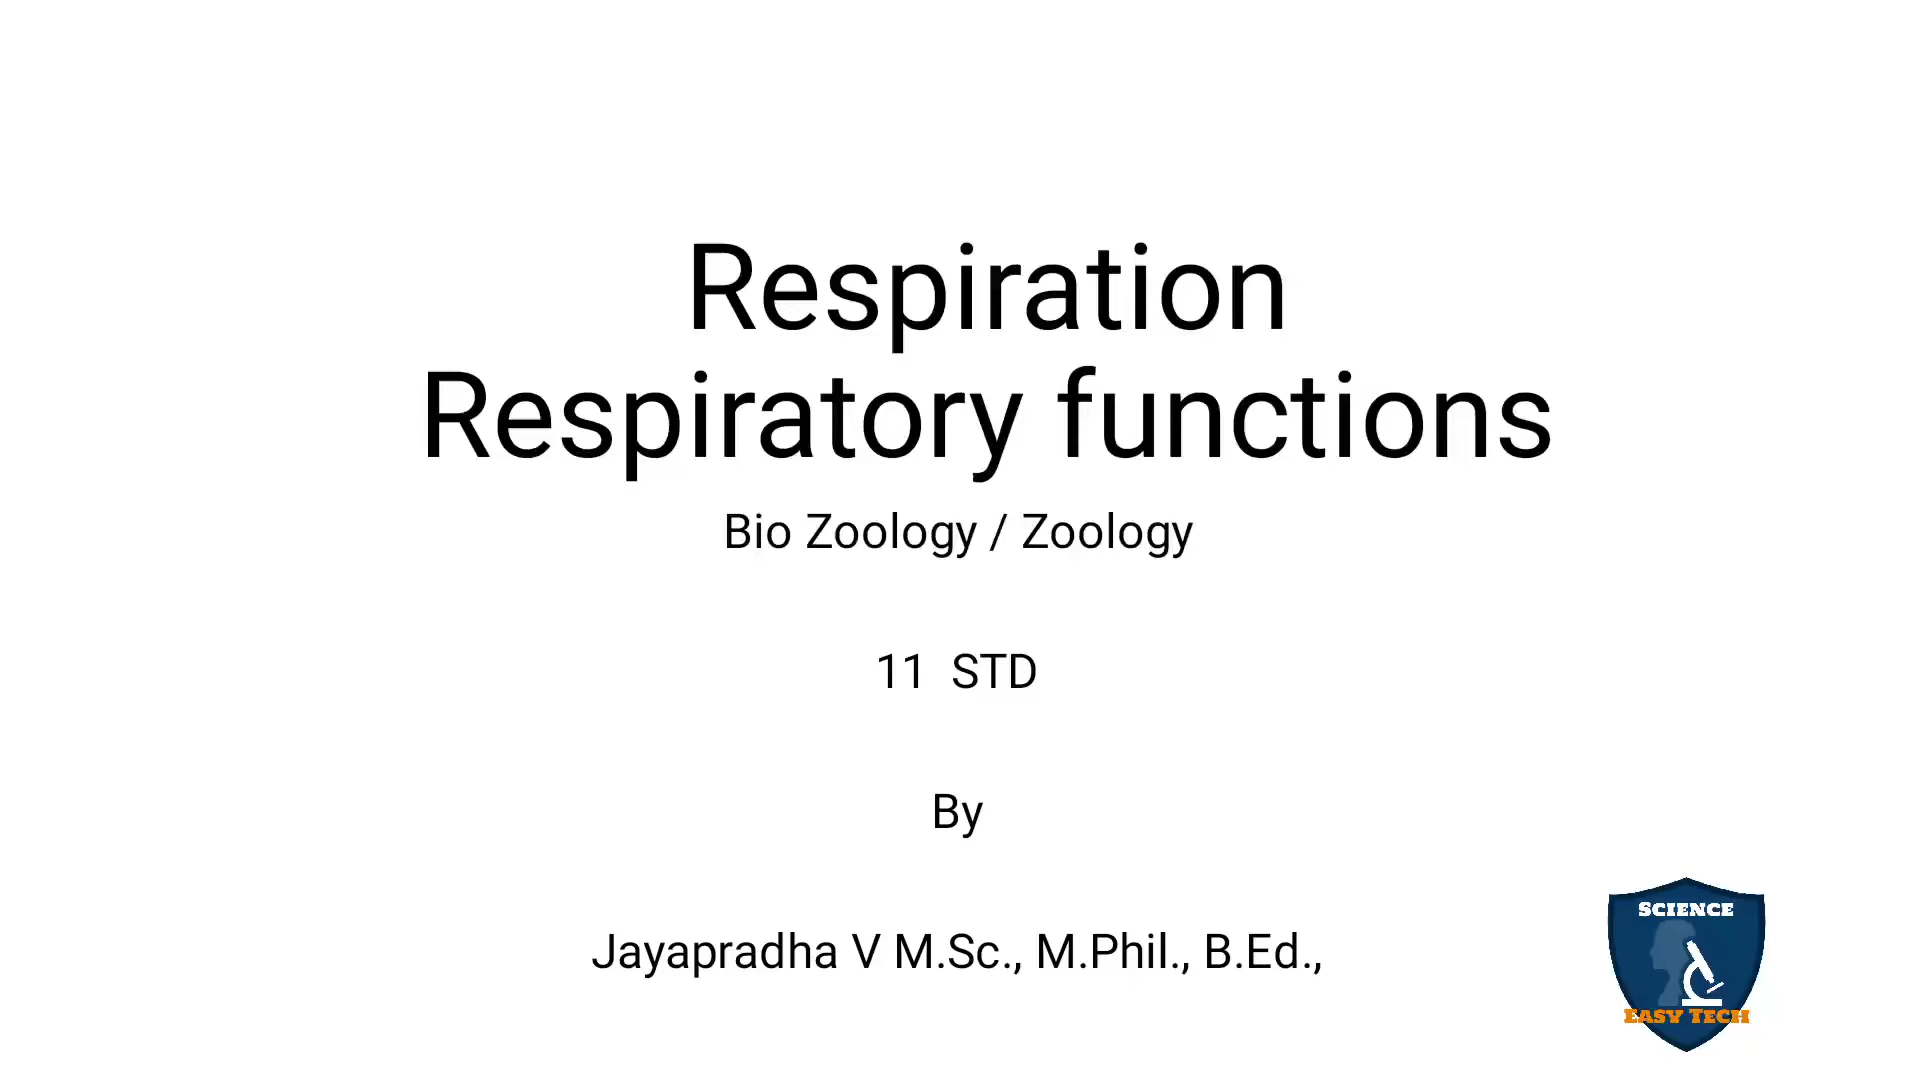 Respiration
Respiratory functions
Bio Zoology / Zoology
11 STD
By
Jayapradha V M.Sc., M.Phil., B.Ed.,
SCIENCE
EASY TECH